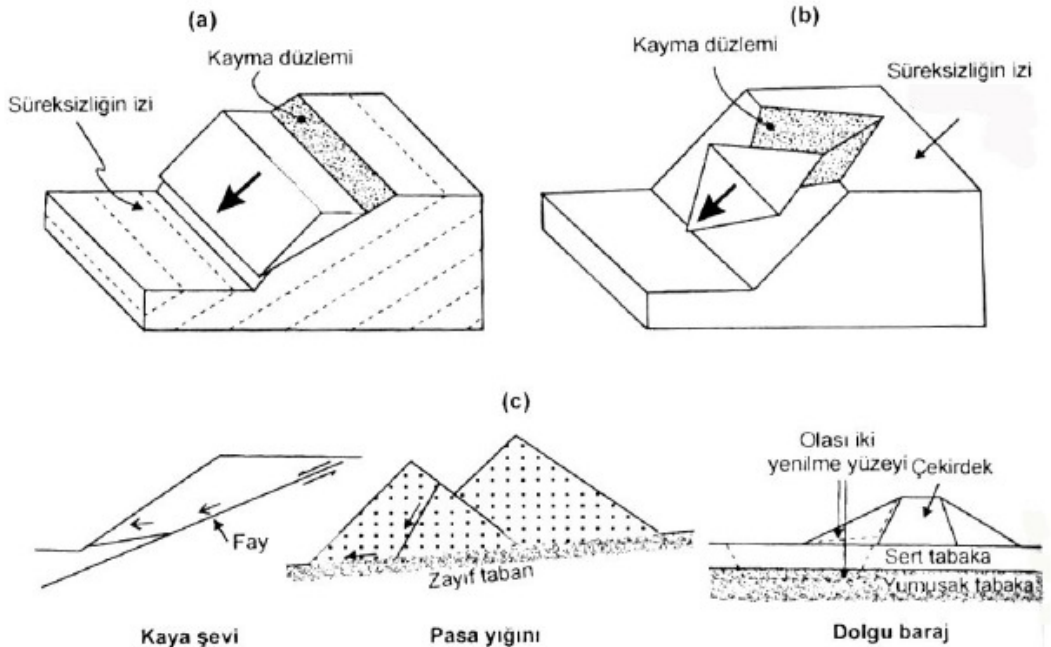 (a)
Kayma düzlemi
Süreksizliğin izi
(b)
Kayma düzlemi
Süreksizliğin izi
(c)
Fay
Kaya şevi
Zayıf taban
Pasa yığını
Olası iki
yenilme yüzeyi
Çekirdek
Sert tabaka
Yumuşak tabaka
Dolgu baraj